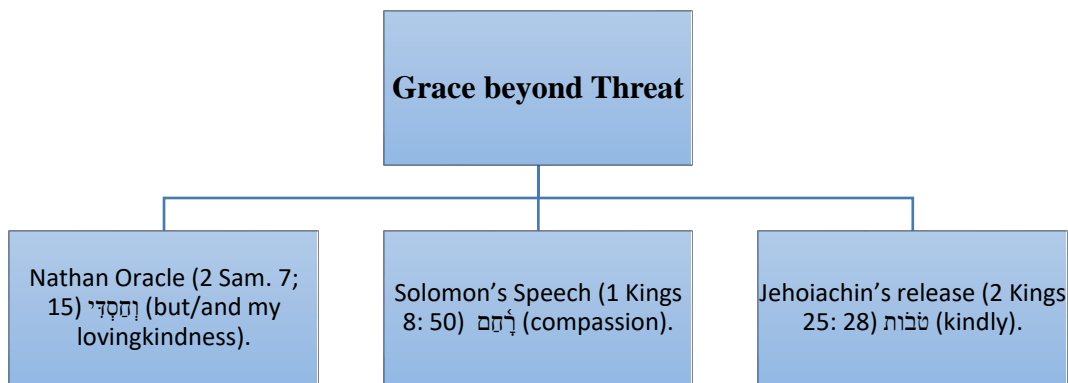 Grace beyond Threat
Nathan Oracle (2 Sam. 7;
15) וְחַסְדִּי (but/and my
lovingkindness).
Solomon’s Speech (1 Kings
8: 50) רָ֫חַם (compassion).
Jehoiachin’s release (2 Kings
25: 28) טֹבֹות (kindly).